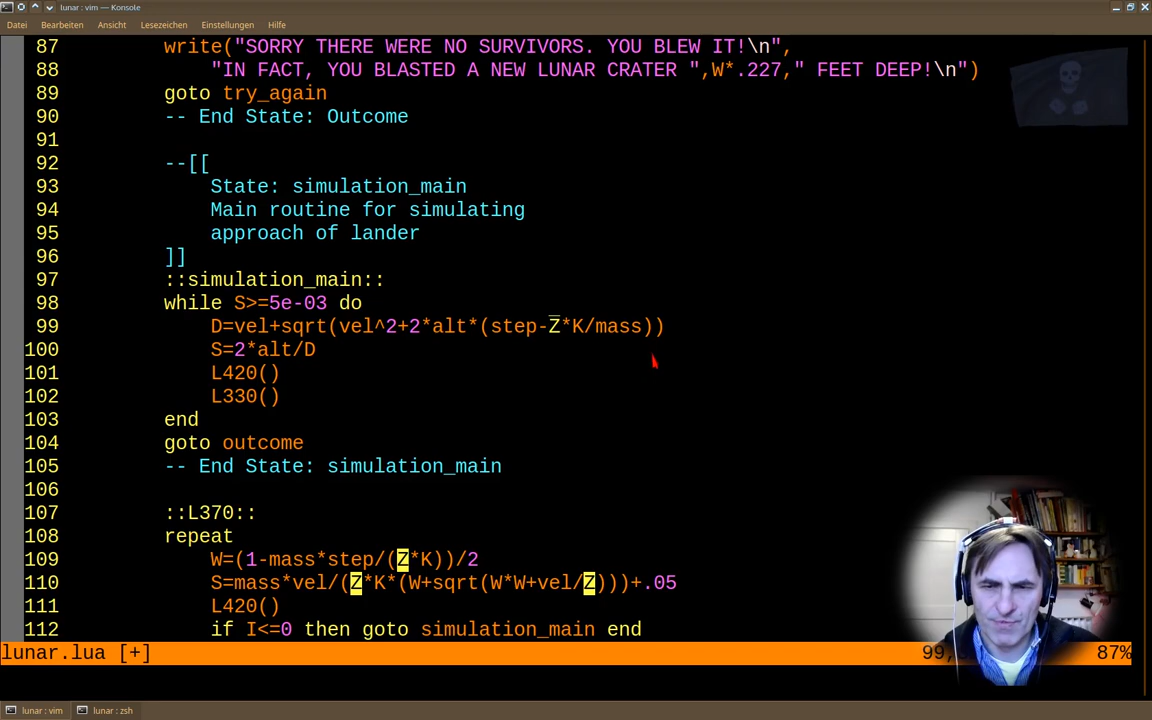 lunar : vim — Konsole
Datei Bearbeiten Ansicht Lesezeichen Einstellungen Hilfe
87 write("SORRY THERE WERE NO SURVIVORS. YOU BLEW IT!\n",
88 "IN FACT, YOU BLASTED A NEW LUNAR CRATER ",W*.227," FEET DEEP!\n")
89 goto try_again
90 -- End State: Outcome
91
92 --[[
93 State: simulation_main
94 Main routine for simulating
95 approach of lander
96 ]]
97 ::simulation_main::
98 while S>=5e-03 do
99 D=vel+sqrt(vel^2+2*alt*(step-Z*K/mass))
100 S=2*alt/D
101 L420()
102 L330()
103 end
104 goto outcome
105 -- End State: simulation_main
106
107 ::L370::
108 repeat
109 W=(1-mass*step/(Z*K))/2
110 S=mass*vel/(Z*K*(W+sqrt(W*W+vel/Z)))+.05
111 L420()
112 if I<=0 then goto simulation_main end
lunar.lua [+] 99, 87%
lunar : vim lunar : zsh